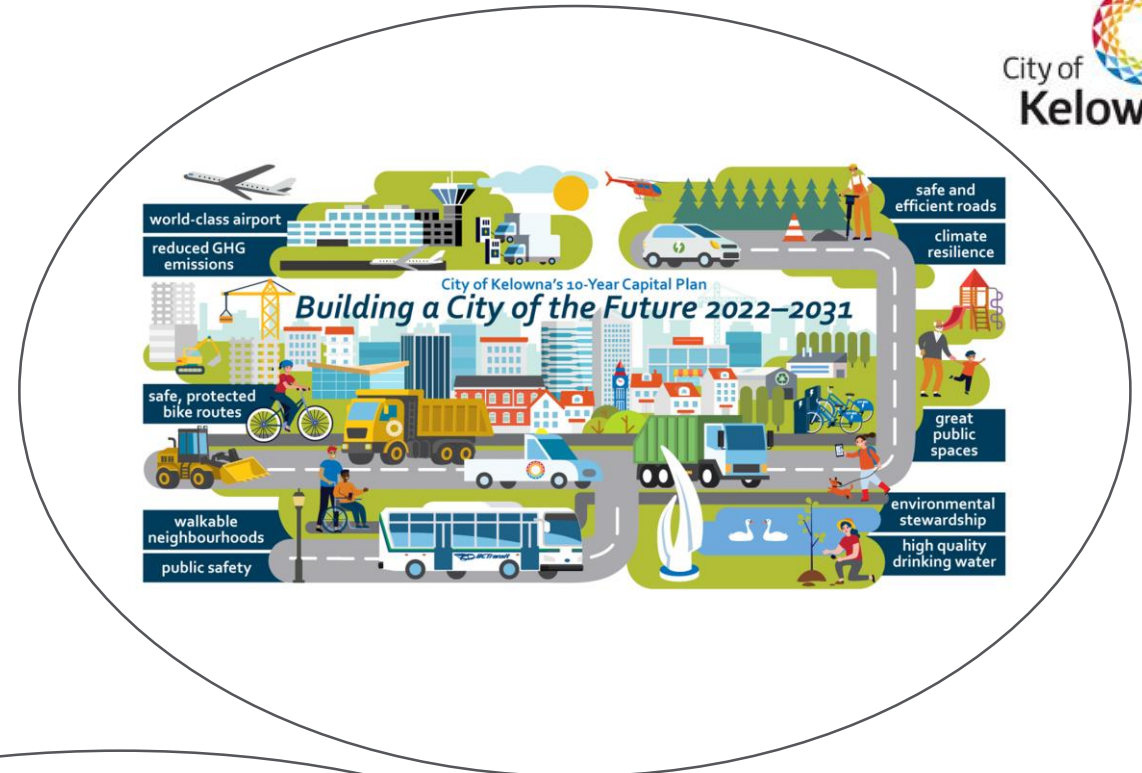 City of
Kelow
world-class airport
reduced GHG
emissions
safe and
efficient roads
climate
resilience
City of Kelowna's 10-Year Capital Plan
Building a City of the Future 2022–2031
safe, protected
bike routes
great
public
spaces
walkable
neighbourhoods
public safety
BC Transit
environmental
stewardship
high quality
drinking water